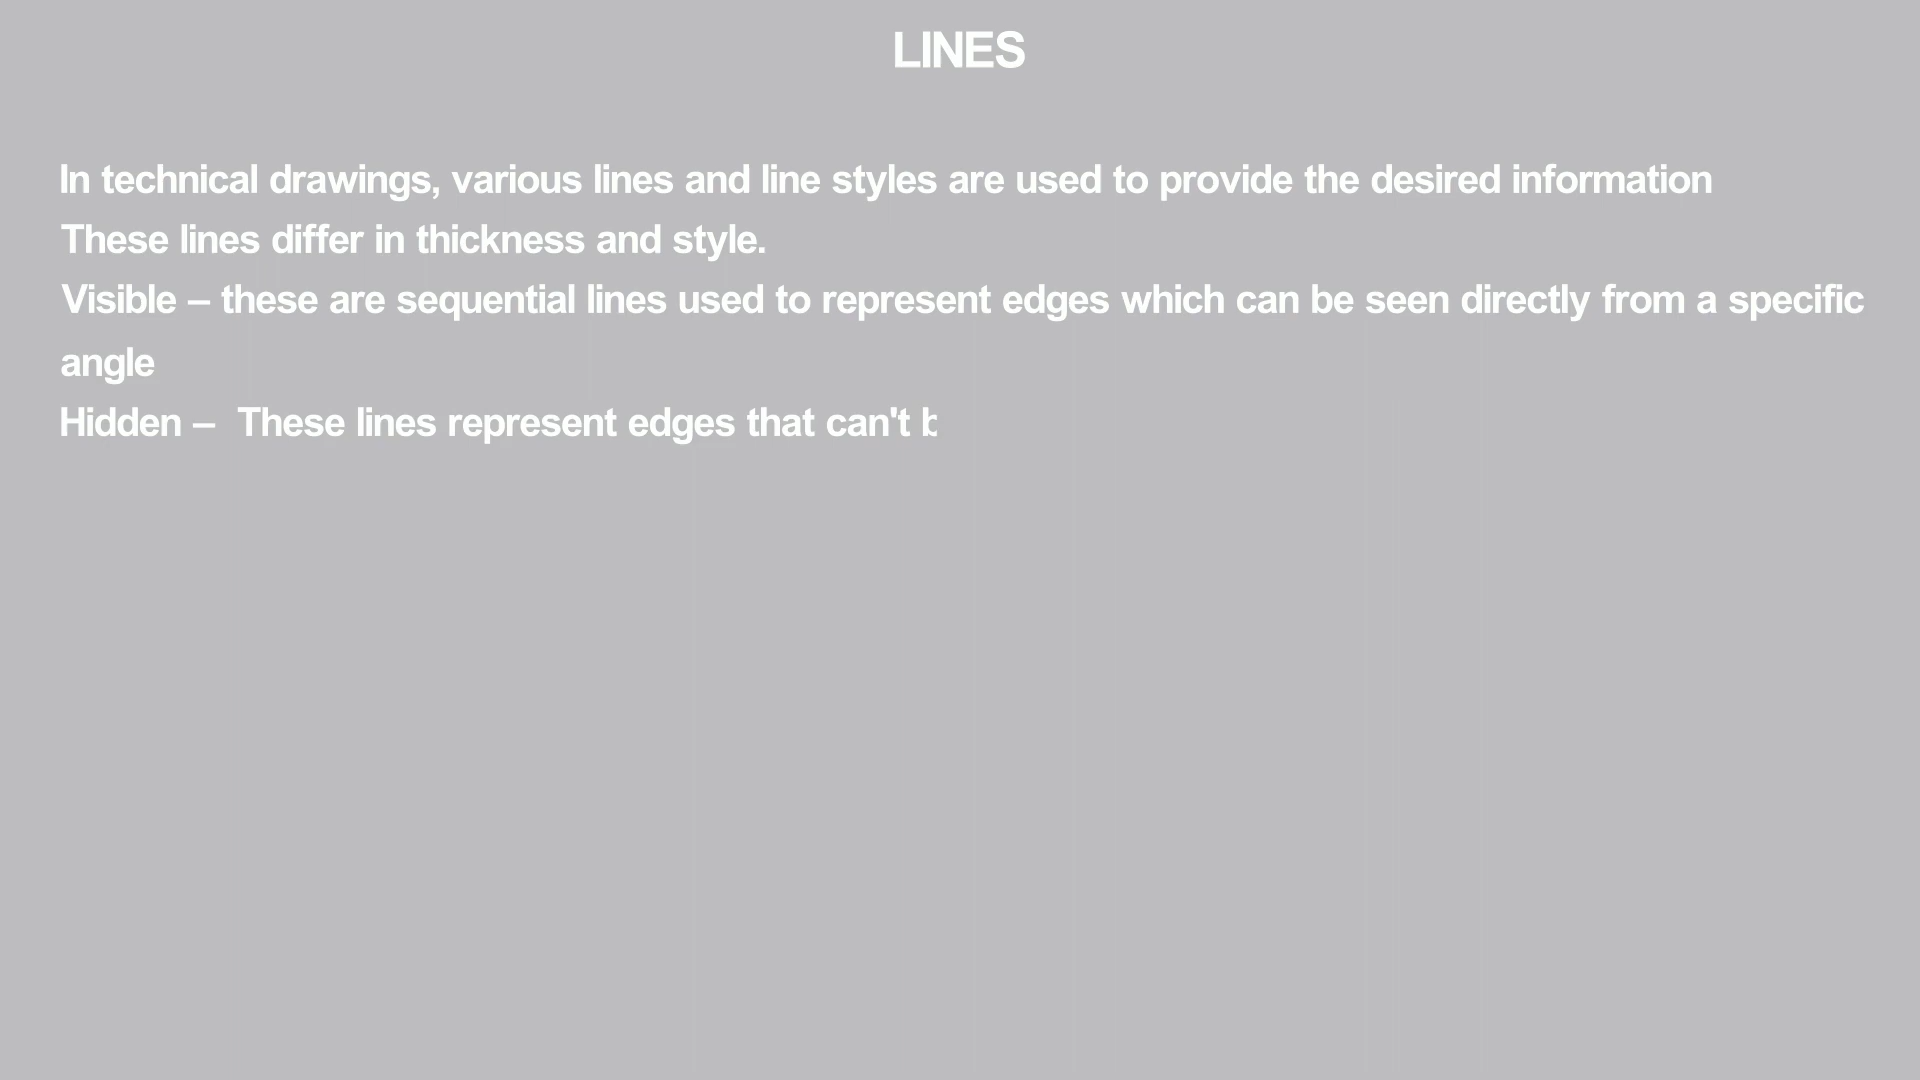 LINES
In technical drawings, various lines and line styles are used to provide the desired information
These lines differ in thickness and style.
Visible – these are sequential lines used to represent edges which can be seen directly from a specific
angle
Hidden –  These lines represent edges that can't